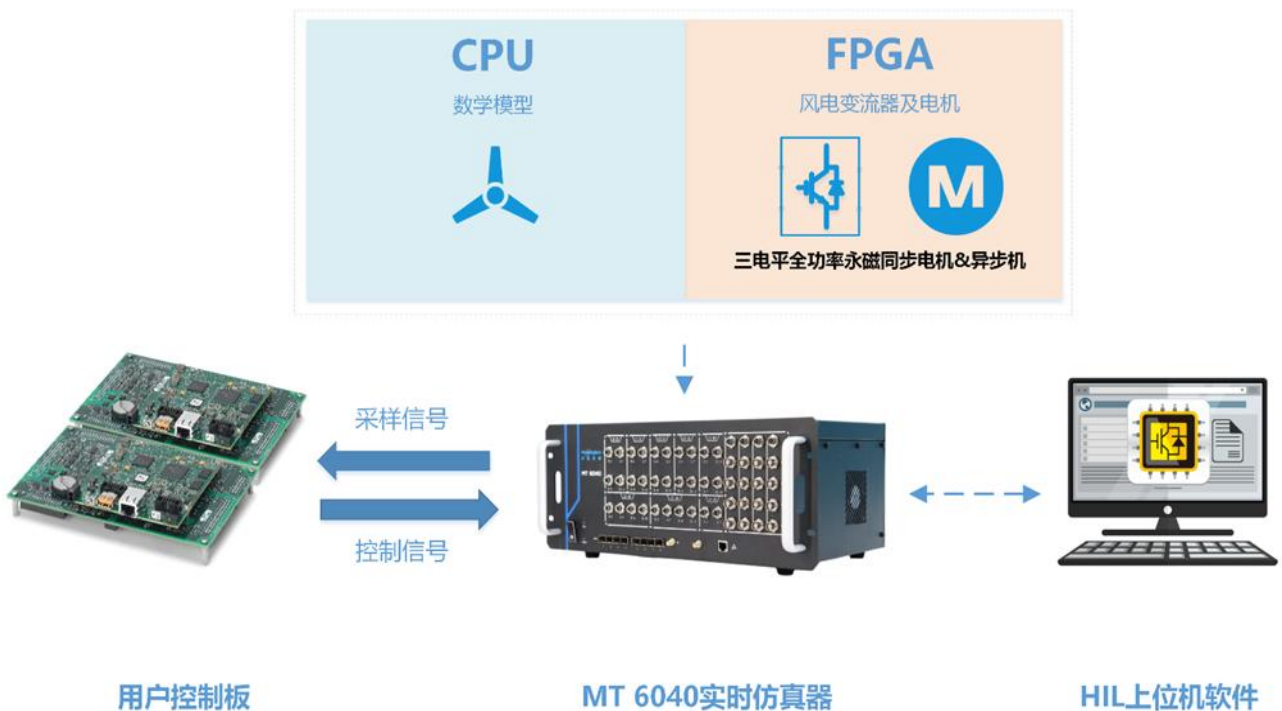 CPU
数学模型
FPGA
风电变流器及电机
M
三电平全功率永磁同步电机&异步机
采样信号
控制信号
MT 6040
用户控制板
MT 6040实时仿真器
HIL上位机软件